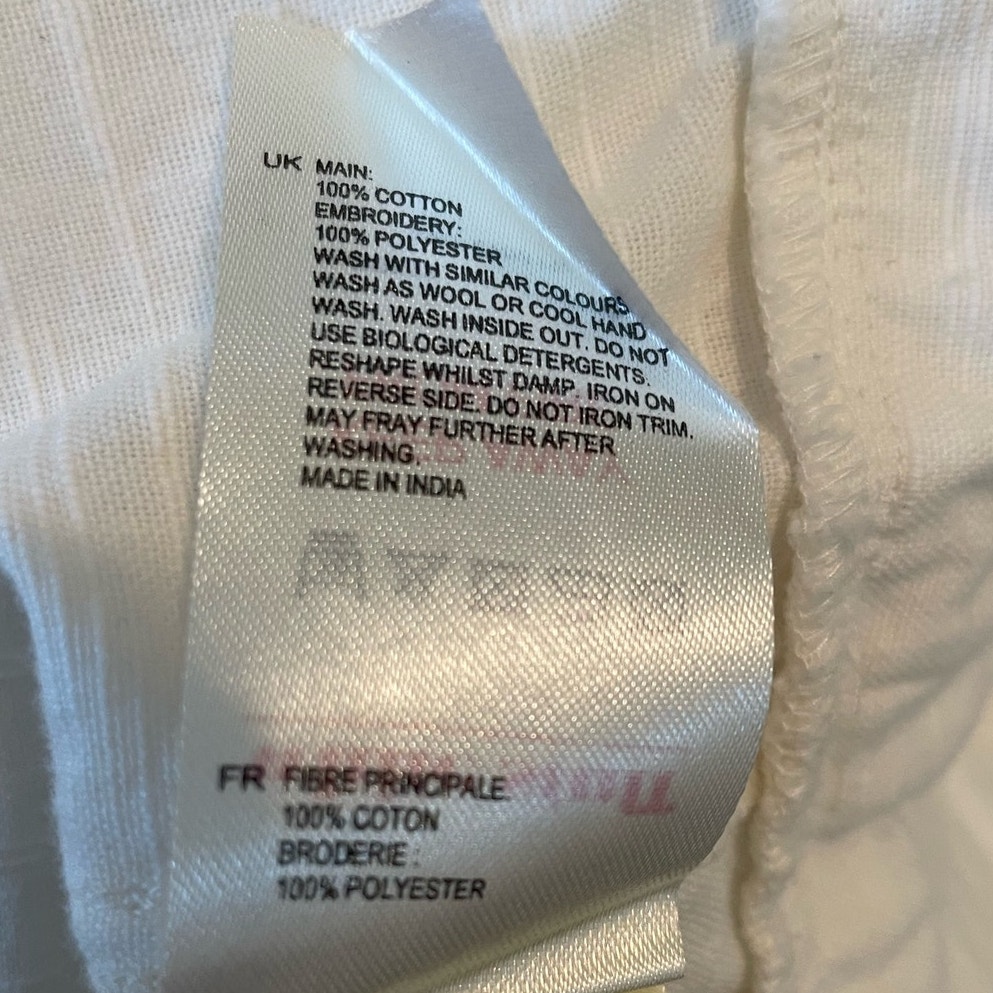 UK MAIN:
100% COTTON
EMBROIDERY:
100% POLYESTER
WASH WITH SIMILAR COLOURS
WASH AS WOOL OR COOL HAND
WASH. WASH INSIDE OUT. DO NOT
USE BIOLOGICAL DETERGENTS.
RESHAPE WHILST DAMP. IRON ON
REVERSE SIDE. DO NOT IRON TRIM.
MAY FRAY FURTHER AFTER
WASHING.
MADE IN INDIA
FR FIBRE PRINCIPALE
100% COTON
BRODERIE :
100% POLYESTER